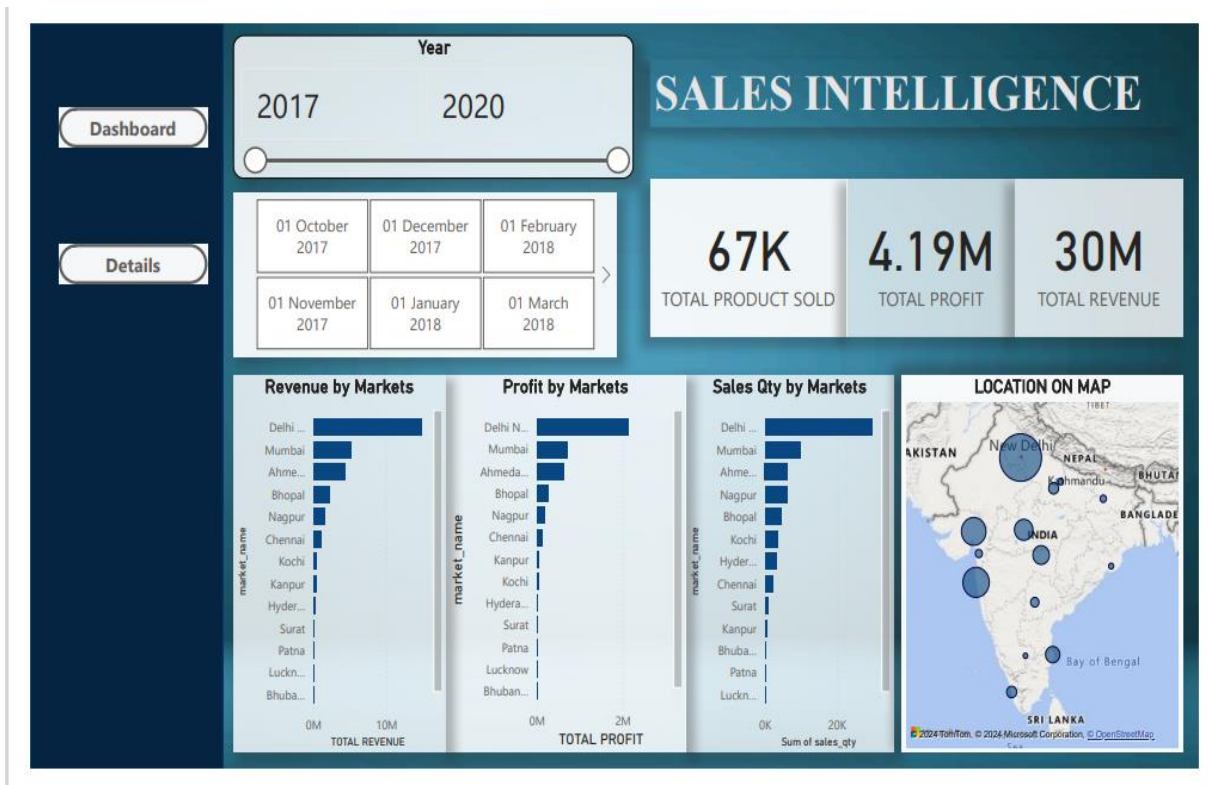 Dashboard
Details
Year
2017 2020
01 October
2017
01 December
2017
01 February
2018
01 November
2017
01 January
2018
01 March
2018
SALES INTELLIGENCE
67K
TOTAL PRODUCT SOLD
4.19M
TOTAL PROFIT
30M
TOTAL REVENUE
Revenue by Markets
market_name
Delhi ...
Mumbai
Ahme...
Bhopal
Nagpur
Chennai
Kochi
Kanpur
Hyder...
Surat
Patna
Luckn...
Bhuba...
0M 10M
TOTAL REVENUE
Profit by Markets
market_name
Delhi N...
Mumbai
Ahmeda...
Bhopal
Nagpur
Chennai
Kanpur
Kochi
Hydera...
Surat
Patna
Lucknow
Bhuban...
0M 2M
TOTAL PROFIT
Sales Qty by Markets
market_name
Delhi ...
Mumbai
Ahme...
Nagpur
Bhopal
Kochi
Hyder...
Chennai
Surat
Kanpur
Bhuba...
Patna
Luckn...
0K 20K
Sum of sales_qty
LOCATION ON MAP
TIBET
AKISTAN
New Delhi
NEPAL
BHUTA
BANGLADE
INDIA
Bay of Bengal
SRI LANKA
© 2024 TomTom, © 2024 Microsoft Corporation, © OpenStreetMap